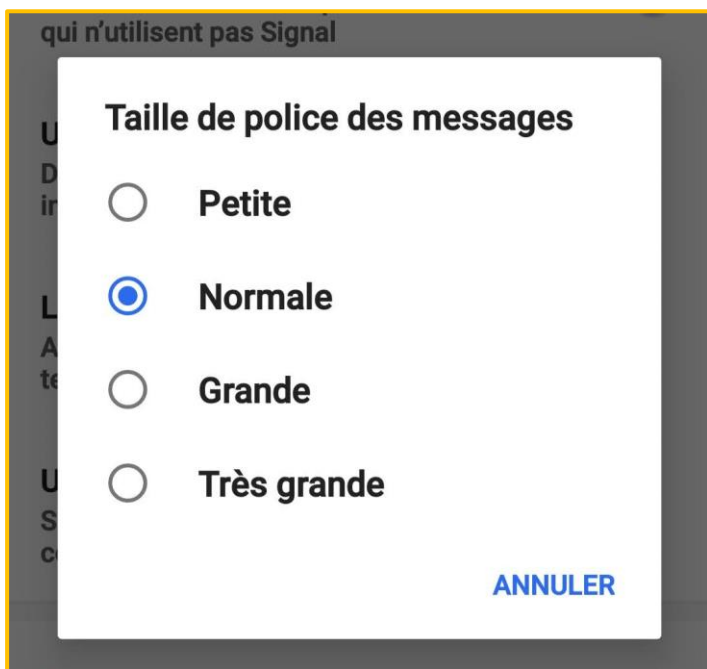 qui n’utilisent pas Signal
Taille de police des messages
Petite
Normale
Grande
Très grande
ANNULER